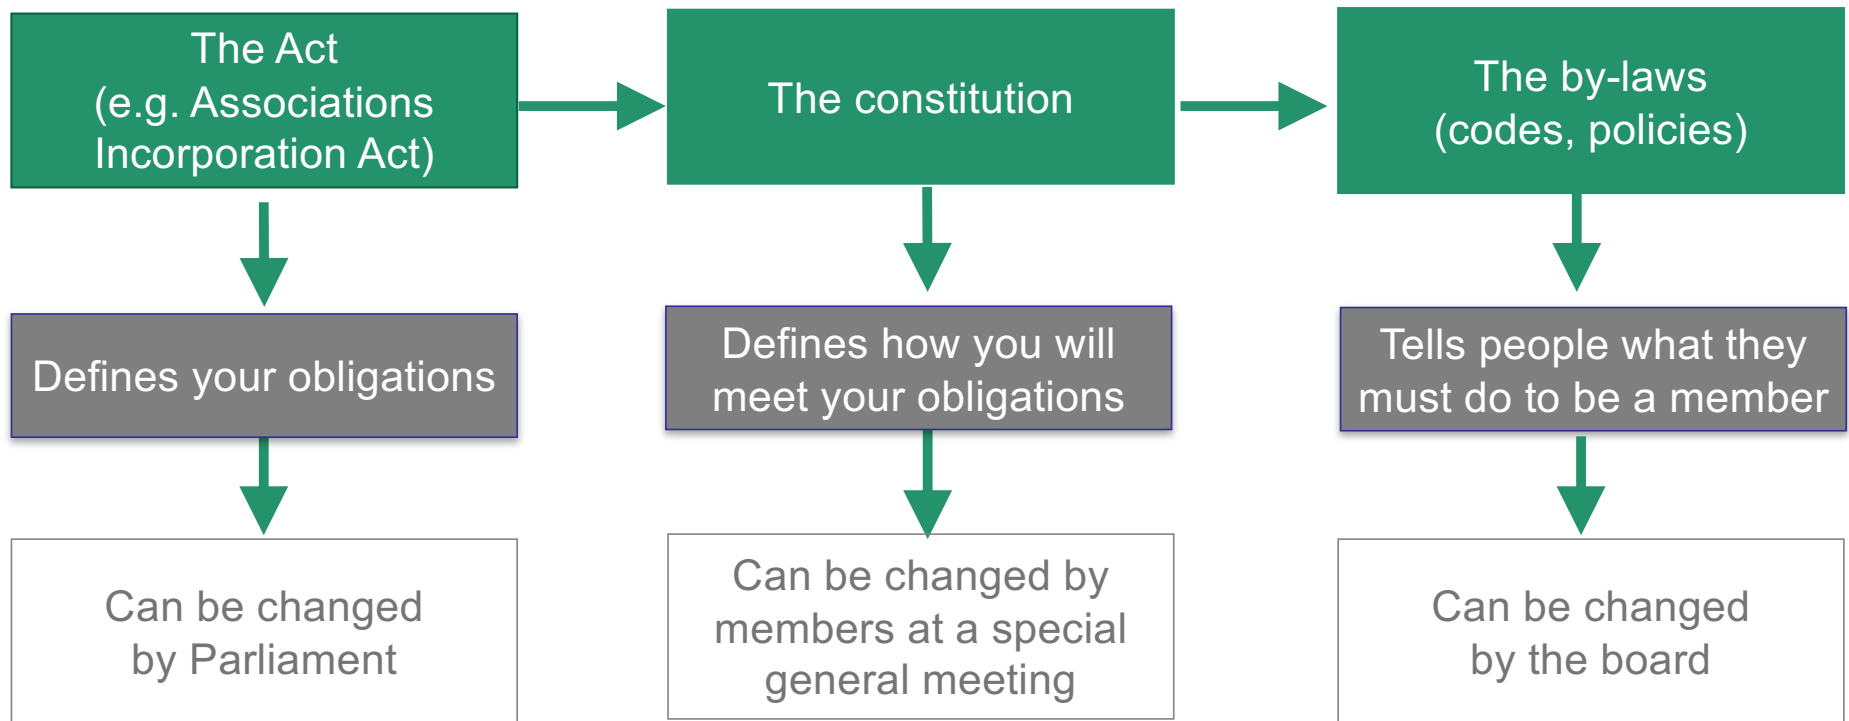 The Act
(e.g. Associations
Incorporation Act)
The constitution
The by-laws
(codes, policies)
Defines your obligations
Defines how you will
meet your obligations
Tells people what they
must do to be a member
Can be changed
by Parliament
Can be changed by
members at a special
general meeting
Can be changed
by the board